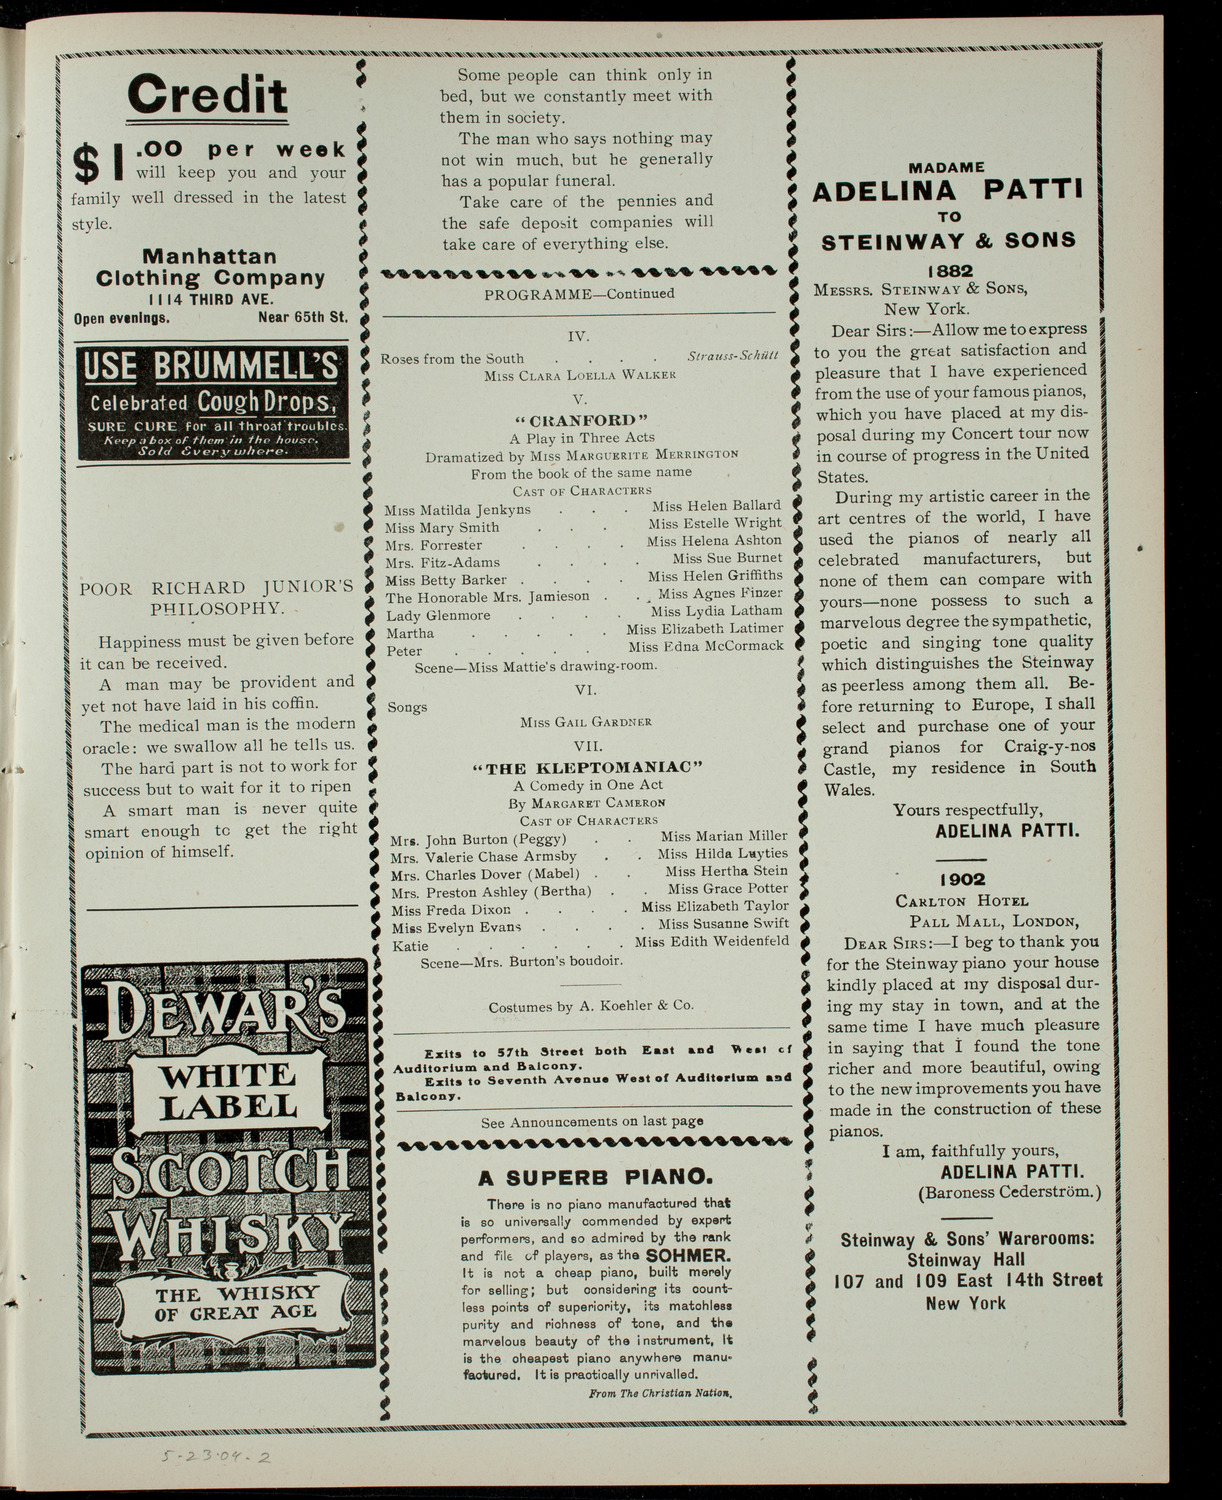 Credit
$1.00 per week
will keep you and your
family well dressed in the latest
style.
Manhattan
Clothing Company
1114 THIRD AVE.
Open evenings. Near 65th St.
USE BRUMMELL'S
Celebrated Cough Drops,
SURE CURE for all throat troubles.
Keep a box of them in the house.
Sold Everywhere.
POOR RICHARD JUNIOR'S
PHILOSOPHY.
Happiness must be given before
it can be received.
A man may be provident and
yet not have laid in his coffin.
The medical man is the modern
oracle: we swallow all he tells us.
The hard part is not to work for
success but to wait for it to ripen
A smart man is never quite
smart enough to get the right
opinion of himself.
DEWAR'S
WHITE
LABEL
SCOTCH
WHISKY
THE WHISKY
OF GREAT AGE
Some people can think only in
bed, but we constantly meet with
them in society.
The man who says nothing may
not win much, but he generally
has a popular funeral.
Take care of the pennies and
the safe deposit companies will
take care of everything else.
PROGRAMME—Continued
IV.
Roses from the South . . . . Strauss-Schütt
MISS CLARA LOELLA WALKER
V.
"CRANFORD"
A Play in Three Acts
Dramatized by MISS MARGUERITE MERRINGTON
From the book of the same name
CAST OF CHARACTERS
Miss Matilda Jenkyns . . . Miss Helen Ballard
Miss Mary Smith . . . Miss Estelle Wright
Mrs. Forrester . . . . Miss Helena Ashton
Mrs. Fitz-Adams . . . . Miss Sue Burnet
Miss Betty Barker . . . . Miss Helen Griffiths
The Honorable Mrs. Jamieson . . . Miss Agnes Finzer
Lady Glenmore . . . . Miss Lydia Latham
Martha . . . . . Miss Elizabeth Latimer
Peter . . . . . Miss Edna McCormack
Scene—Miss Mattie's drawing-room.
VI.
Songs
MISS GAIL GARDNER
VII.
"THE KLEPTOMANIAC"
A Comedy in One Act
By MARGARET CAMERON
CAST OF CHARACTERS
Mrs. John Burton (Peggy) . . Miss Marian Miller
Mrs. Valerie Chase Armsby . . Miss Hilda Luyties
Mrs. Charles Dover (Mabel) . . Miss Hertha Stein
Mrs. Preston Ashley (Bertha) . . Miss Grace Potter
Miss Freda Dixon . . . . Miss Elizabeth Taylor
Miss Evelyn Evans . . . . Miss Susanne Swift
Katie . . . . . . Miss Edith Weidenfeld
Scene—Mrs. Burton's boudoir.
Costumes by A. Koehler & Co.
Exits to 57th Street both East and West of
Auditorium and Balcony.
Exits to Seventh Avenue West of Auditorium and
Balcony.
See Announcements on last page
A SUPERB PIANO.
There is no piano manufactured that
is so universally commended by expert
performers, and so admired by the rank
and file of players, as the SOHMER.
It is not a cheap piano, built merely
for selling; but considering its count-
less points of superiority, its matchless
purity and richness of tone, and the
marvelous beauty of the instrument, it
is the cheapest piano anywhere manu-
factured. It is practically unrivalled.
From The Christian Nation.
MADAME
ADELINA PATTI
TO
STEINWAY & SONS
1882
MESSRS. STEINWAY & SONS,
New York.
Dear Sirs:—Allow me to express
to you the great satisfaction and
pleasure that I have experienced
from the use of your famous pianos,
which you have placed at my dis-
posal during my Concert tour now
in course of progress in the United
States.
During my artistic career in the
art centres of the world, I have
used the pianos of nearly all
celebrated manufacturers, but
none of them can compare with
yours—none possess to such a
marvelous degree the sympathetic,
poetic and singing tone quality
which distinguishes the Steinway
as peerless among them all. Be-
fore returning to Europe, I shall
select and purchase one of your
grand pianos for Craig-y-nos
Castle, my residence in South
Wales.
Yours respectfully,
ADELINA PATTI.
1902
CARLTON HOTEL
PALL MALL, LONDON,
DEAR SIRS:—I beg to thank you
for the Steinway piano your house
kindly placed at my disposal dur-
ing my stay in town, and at the
same time I have much pleasure
in saying that I found the tone
richer and more beautiful, owing
to the new improvements you have
made in the construction of these
pianos.
I am, faithfully yours,
ADELINA PATTI.
(Baroness Cederström.)
Steinway & Sons' Warerooms:
Steinway Hall
107 and 109 East 14th Street
New York
5-23-04-2